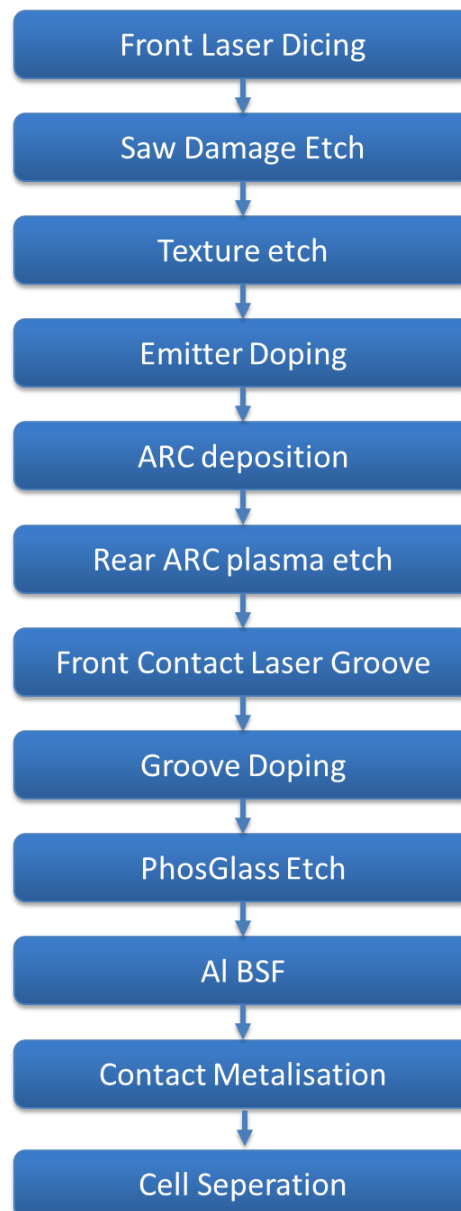 Front Laser Dicing
Saw Damage Etch
Texture etch
Emitter Doping
ARC deposition
Rear ARC plasma etch
Front Contact Laser Groove
Groove Doping
PhosGlass Etch
Al BSF
Contact Metalisation
Cell Seperation